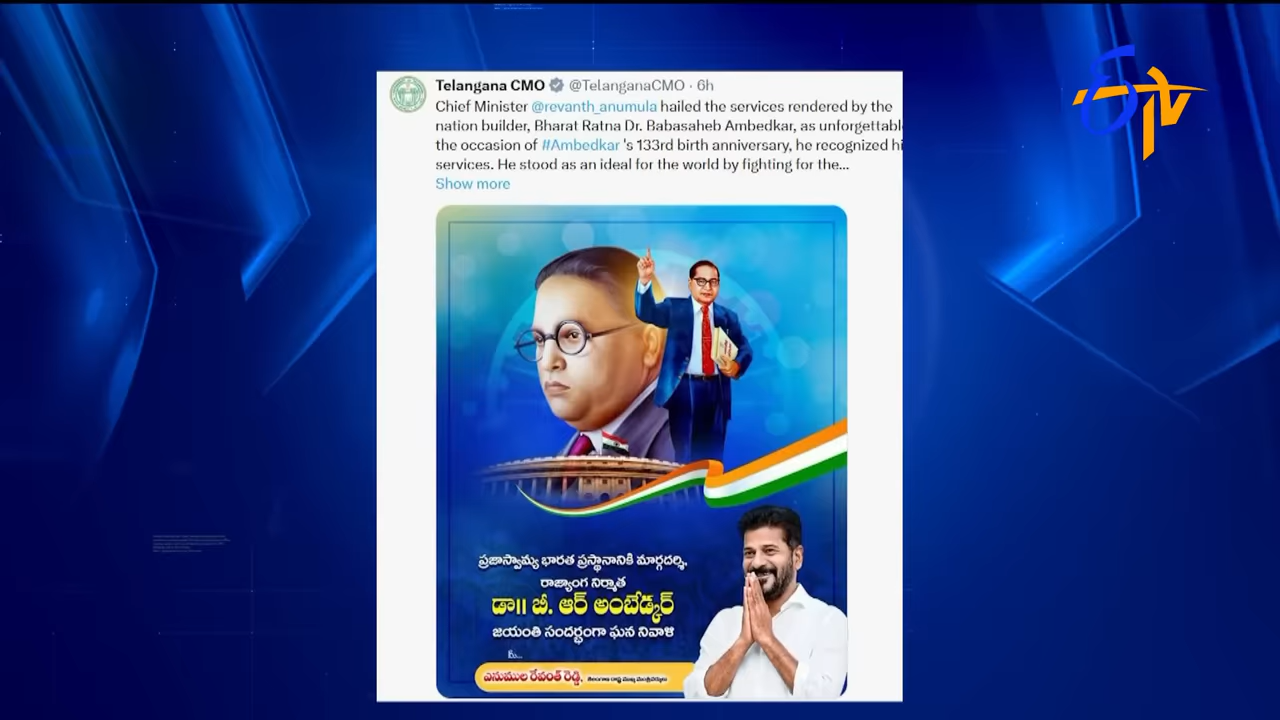 Telangana CMO @TelanganaCMO · 6h
Chief Minister @revanth_anumula hailed the services rendered by the
nation builder, Bharat Ratna Dr. Babasaheb Ambedkar, as unforgettabl
the occasion of #Ambedkar 's 133rd birth anniversary, he recognized hi
services. He stood as an ideal for the world by fighting for the...
Show more
ప్రజాస్వామ్య భారత ప్రస్థానానికి మార్గదర్శి,
రాజ్యాంగ నిర్మాత
డా॥ బీ. ఆర్ అంబేడ్కర్
జయంతి సందర్భంగా ఘన నివాళి
మీ...
ఎనుముల రేవంత్ రెడ్డి, తెలంగాణ రాష్ట్ర ముఖ్య మంత్రివర్యులు
ఈTV